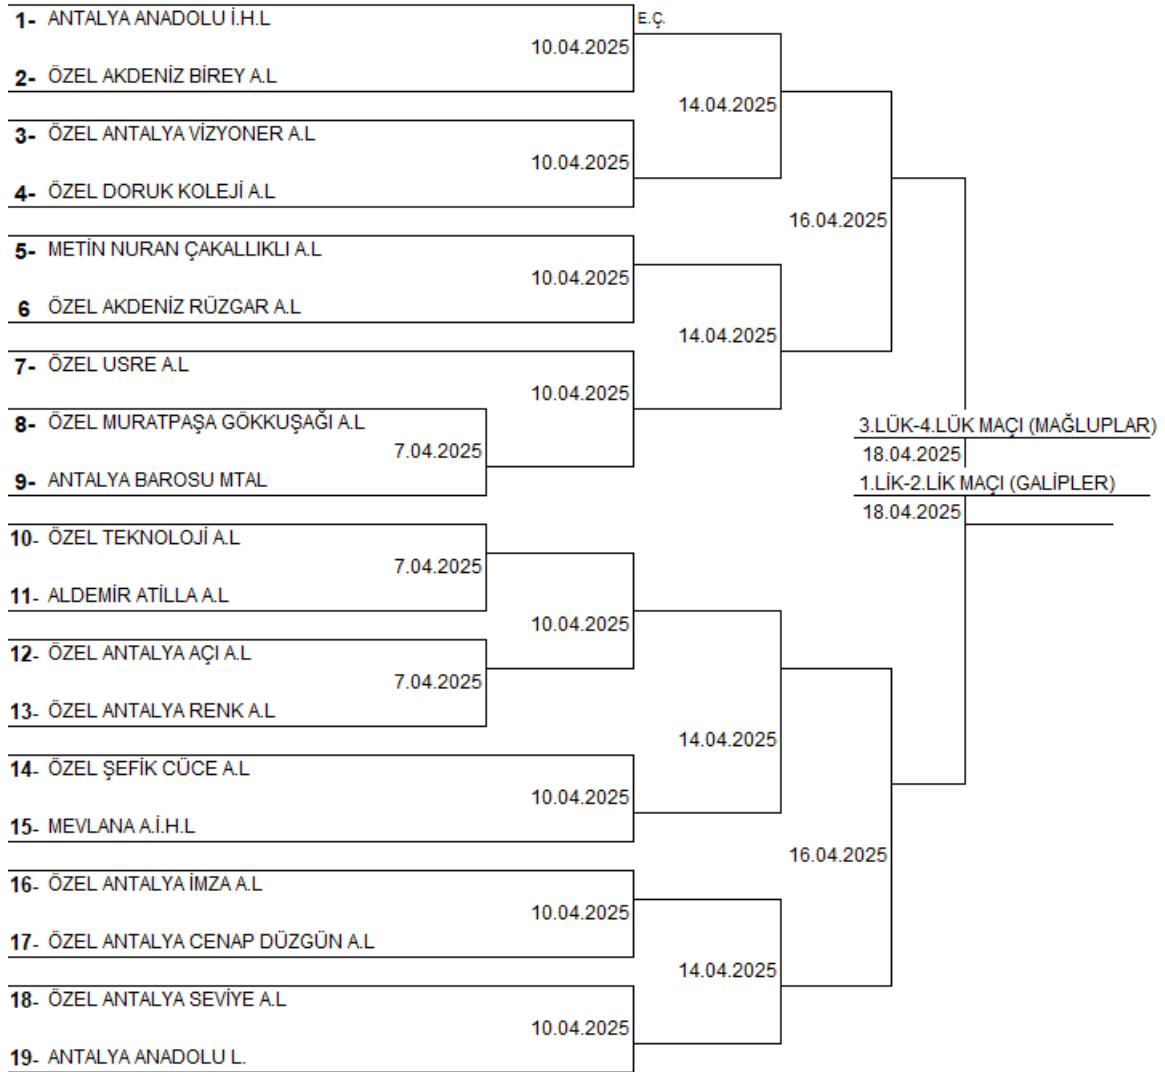 1- ANTALYA ANADOLU İ.H.L
E.Ç.
10.04.2025
2- ÖZEL AKDENİZ BİREY A.L
14.04.2025
3- ÖZEL ANTALYA VİZYONER A.L
10.04.2025
4- ÖZEL DORUK KOLEJİ A.L
16.04.2025
5- METİN NURAN ÇAKALLIKLI A.L
10.04.2025
6 ÖZEL AKDENİZ RÜZGAR A.L
14.04.2025
7- ÖZEL USRE A.L
10.04.2025
8- ÖZEL MURATPAŞA GÖKKUŞAĞI A.L
7.04.2025
9- ANTALYA BAROSU MTAL
3.LÜK-4.LÜK MAÇI (MAĞLUPLAR)
18.04.2025
1.LİK-2.LİK MAÇI (GALİPLER)
18.04.2025
10- ÖZEL TEKNOLOJİ A.L
7.04.2025
11- ALDEMİR ATİLLA A.L
10.04.2025
12- ÖZEL ANTALYA AÇI A.L
7.04.2025
13- ÖZEL ANTALYA RENK A.L
14.04.2025
14- ÖZEL ŞEFİK CÜCE A.L
10.04.2025
15- MEVLANA A.İ.H.L
16.04.2025
16- ÖZEL ANTALYA İMZA A.L
10.04.2025
17- ÖZEL ANTALYA CENAP DÜZGÜN A.L
14.04.2025
18- ÖZEL ANTALYA SEVİYE A.L
10.04.2025
19- ANTALYA ANADOLU L.